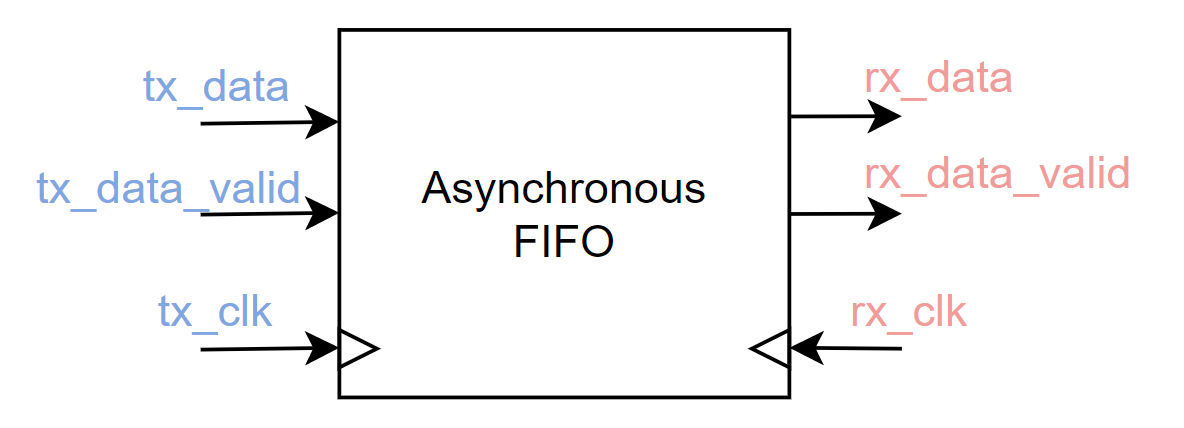 tx_data
tx_data_valid
tx_clk
Asynchronous
FIFO
rx_data
rx_data_valid
rx_clk